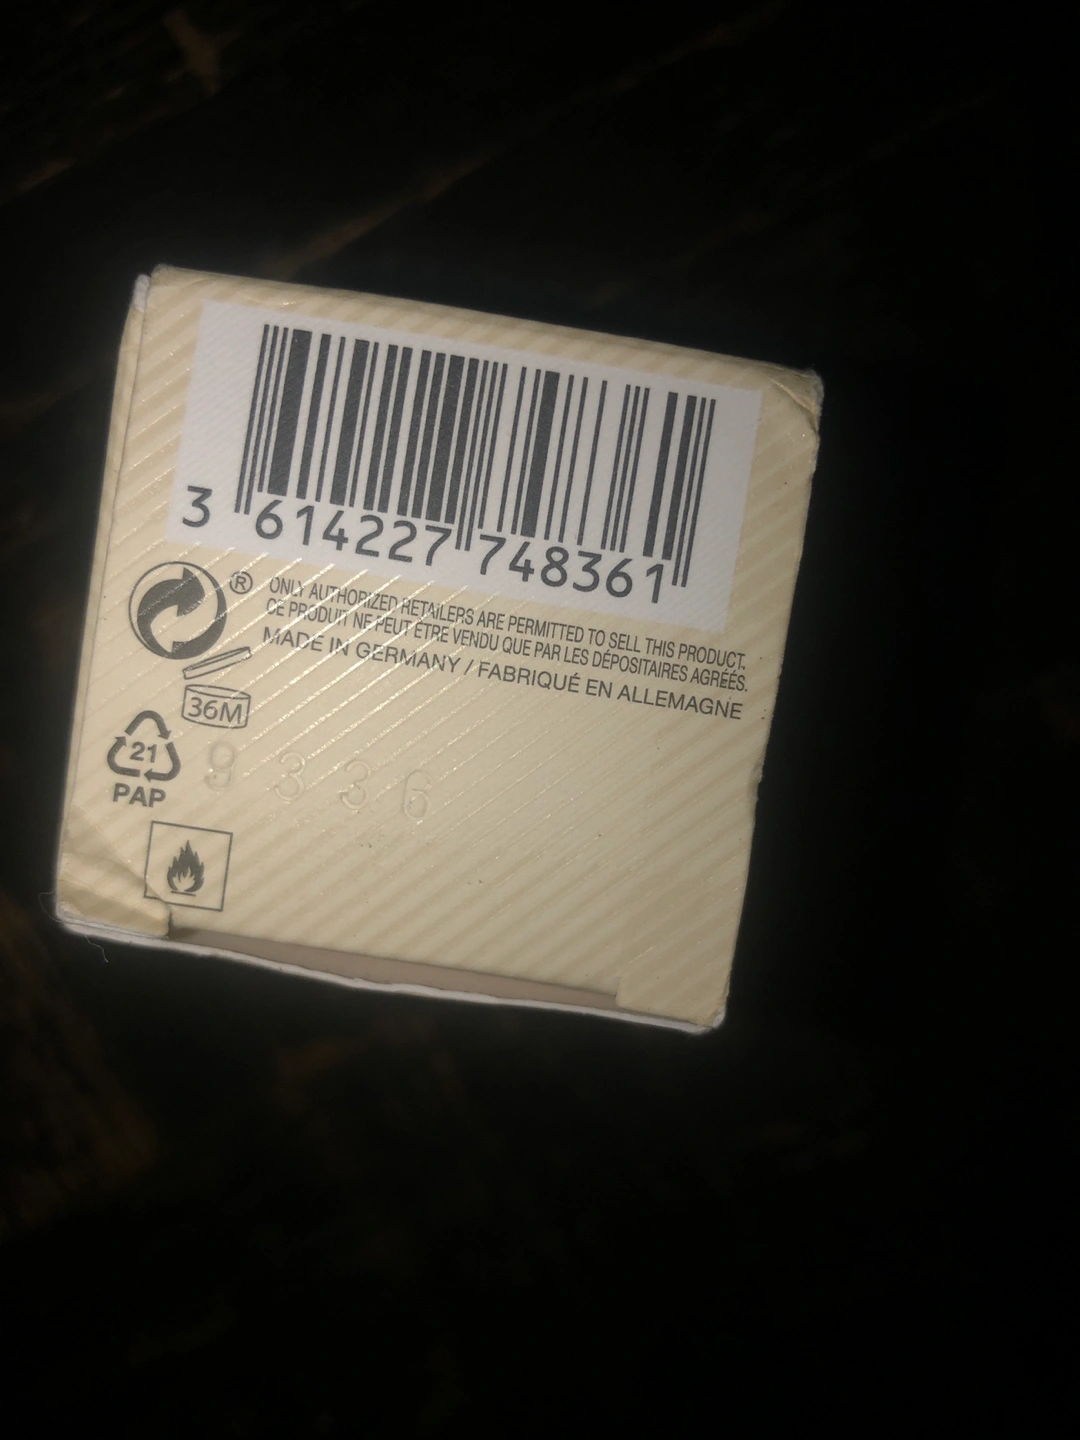 3 614227 748361
®
ONLY AUTHORIZED RETAILERS ARE PERMITTED TO SELL THIS PRODUCT.
CE PRODUIT NE PEUT ÊTRE VENDU QUE PAR LES DÉPOSITAIRES AGRÉÉS.
MADE IN GERMANY / FABRIQUÉ EN ALLEMAGNE
36M
21
PAP
9 3 3 6